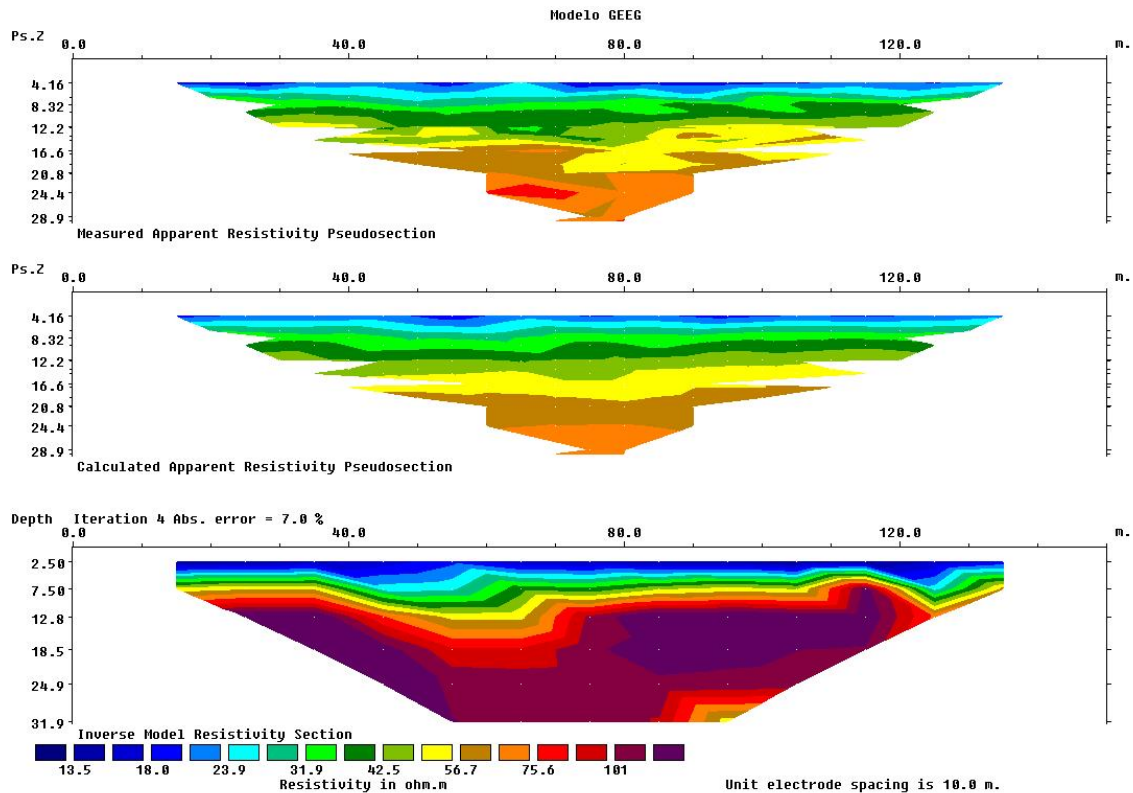 Modelo GEEG
Ps.Z 0.0 40.0 80.0 120.0 m.
4.16
8.32
12.2
16.6
20.8
24.4
28.9
Measured Apparent Resistivity Pseudosection
Ps.Z 0.0 40.0 80.0 120.0 m.
4.16
8.32
12.2
16.6
20.8
24.4
28.9
Calculated Apparent Resistivity Pseudosection
Depth Iteration 4 Abs. error = 7.0 %
0.0 40.0 80.0 120.0 m.
2.50
7.50
12.8
18.5
24.9
31.9
Inverse Model Resistivity Section
13.5 18.0 23.9 31.9 42.5 56.7 75.6 101
Resistivity in ohm.m Unit electrode spacing is 10.0 m.